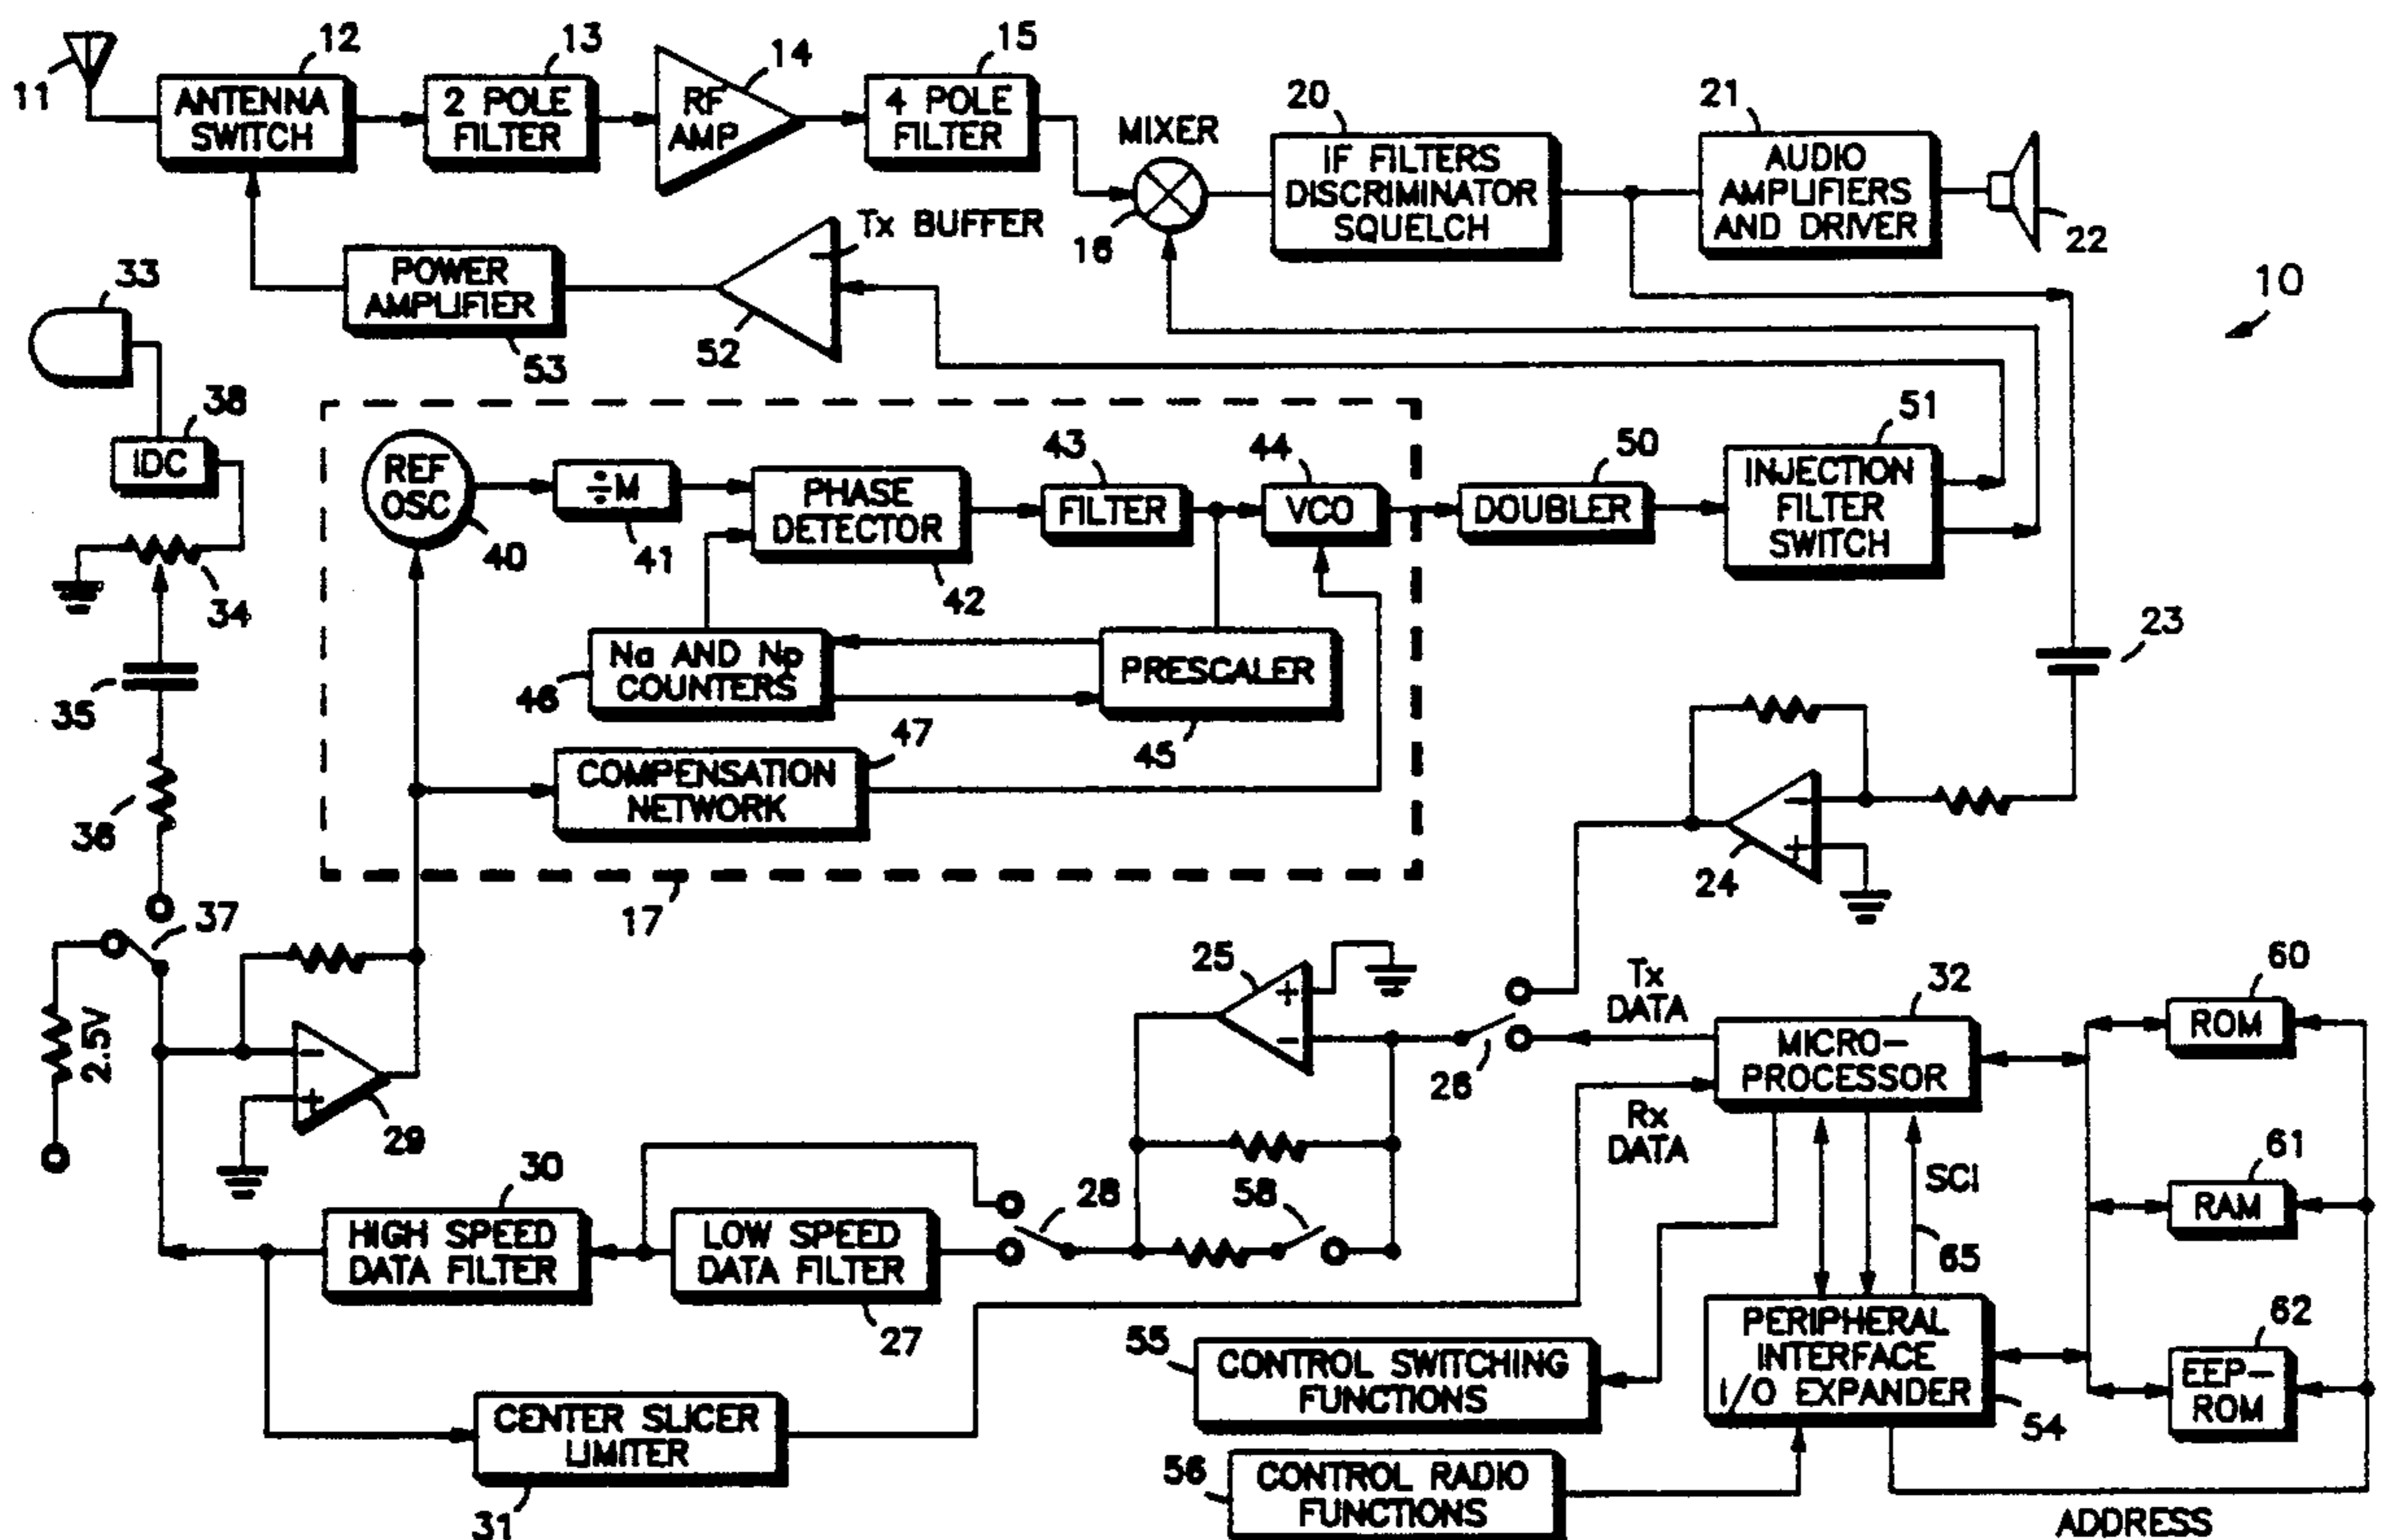 11
12
ANTENNA
SWITCH
13
2 POLE
FILTER
14
RF
AMP
15
4 POLE
FILTER
MIXER
16
20
IF FILTERS
DISCRIMINATOR
SQUELCH
21
AUDIO
AMPLIFIERS
AND DRIVER
22
10
33
POWER
AMPLIFIER
53
Tx BUFFER
52
38
IDC
34
35
36
37
2.5V
REF
OSC
40
÷M
41
PHASE
DETECTOR
42
43
FILTER
44
VCO
50
DOUBLER
51
INJECTION
FILTER
SWITCH
Na AND Np
COUNTERS
46
PRESCALER
45
COMPENSATION
NETWORK
47
17
23
-
+
24
-
+
29
25
+
-
26
Tx
DATA
Rx
DATA
32
MICRO-
PROCESSOR
60
ROM
61
RAM
62
EEP-
ROM
SCI
65
30
HIGH SPEED
DATA FILTER
LOW SPEED
DATA FILTER
27
28
58
CENTER SLICER
LIMITER
31
55
CONTROL SWITCHING
FUNCTIONS
56
CONTROL RADIO
FUNCTIONS
PERIPHERAL
INTERFACE
I/O EXPANDER
54
ADDRESS